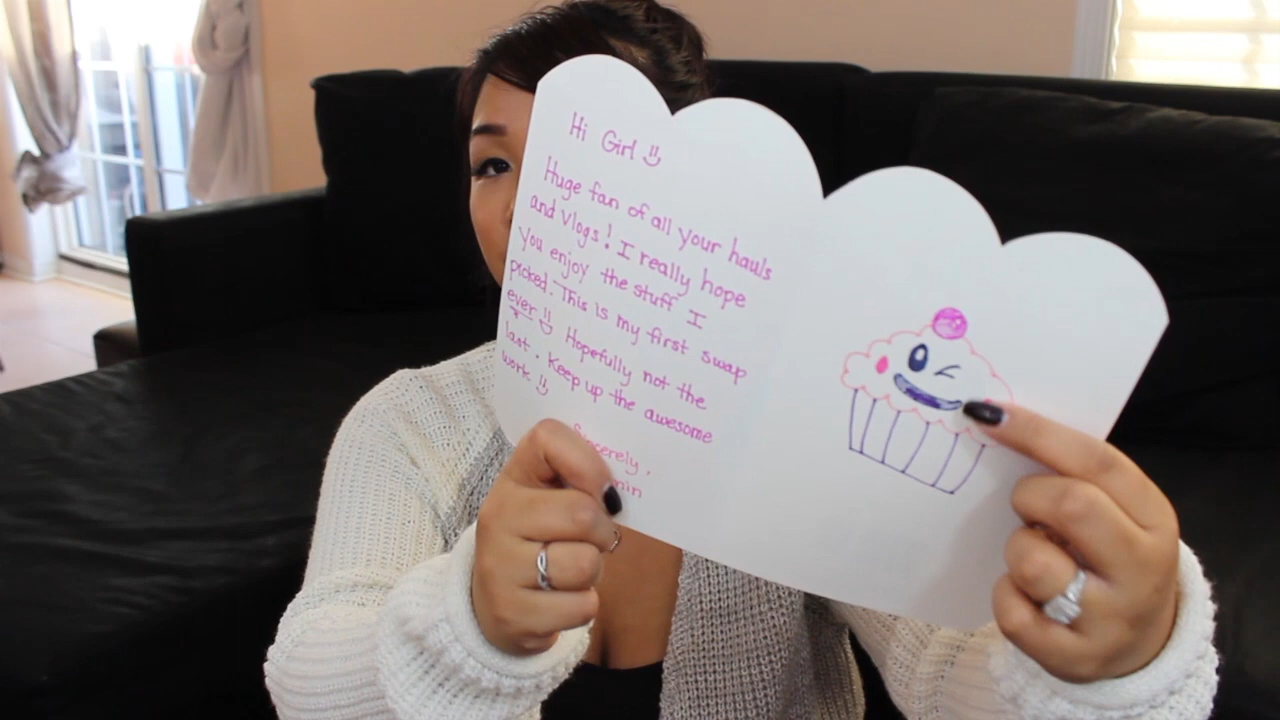 Hi Girl
Huge fan of all your hauls
and vlogs! I really hope
you enjoy the stuff I
picked. This is my first swap
ever Hopefully not the
last. Keep up the awesome
work
Sincerely,